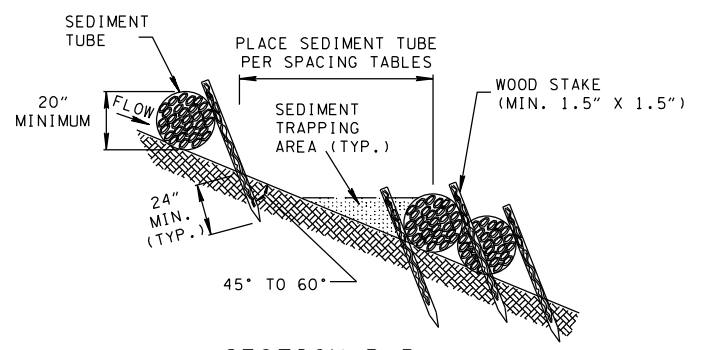 SEDIMENT
TUBE
PLACE SEDIMENT TUBE
PER SPACING TABLES
WOOD STAKE
(MIN. 1.5" X 1.5")
20"
MINIMUM
FLOW
SEDIMENT
TRAPPING
AREA (TYP.)
24"
MIN.
(TYP.)
45° TO 60°